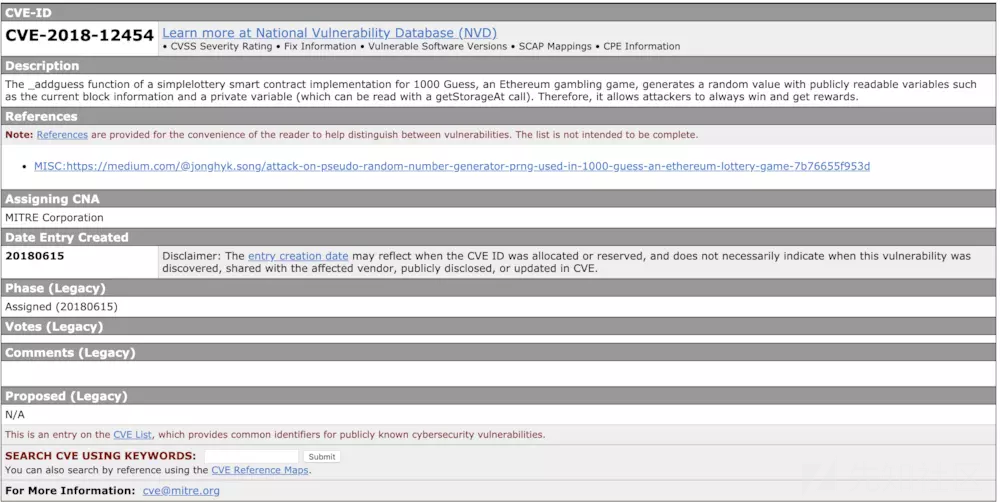 CVE-ID
CVE-2018-12454
Learn more at National Vulnerability Database (NVD)
• CVSS Severity Rating • Fix Information • Vulnerable Software Versions • SCAP Mappings • CPE Information
Description
The _addguess function of a simplelottery smart contract implementation for 1000 Guess, an Ethereum gambling game, generates a random value with publicly readable variables such
as the current block information and a private variable (which can be read with a getStorageAt call). Therefore, it allows attackers to always win and get rewards.
References
Note: References are provided for the convenience of the reader to help distinguish between vulnerabilities. The list is not intended to be complete.
• MISC:https://medium.com/@jonghyk.song/attack-on-pseudo-random-number-generator-prng-used-in-1000-guess-an-ethereum-lottery-game-7b76655f953d
Assigning CNA
MITRE Corporation
Date Entry Created
20180615
Disclaimer: The entry creation date may reflect when the CVE ID was allocated or reserved, and does not necessarily indicate when this vulnerability was
discovered, shared with the affected vendor, publicly disclosed, or updated in CVE.
Phase (Legacy)
Assigned (20180615)
Votes (Legacy)
Comments (Legacy)
Proposed (Legacy)
N/A
This is an entry on the CVE List, which provides common identifiers for publicly known cybersecurity vulnerabilities.
SEARCH CVE USING KEYWORDS: Submit
You can also search by reference using the CVE Reference Maps.
For More Information: cve@mitre.org